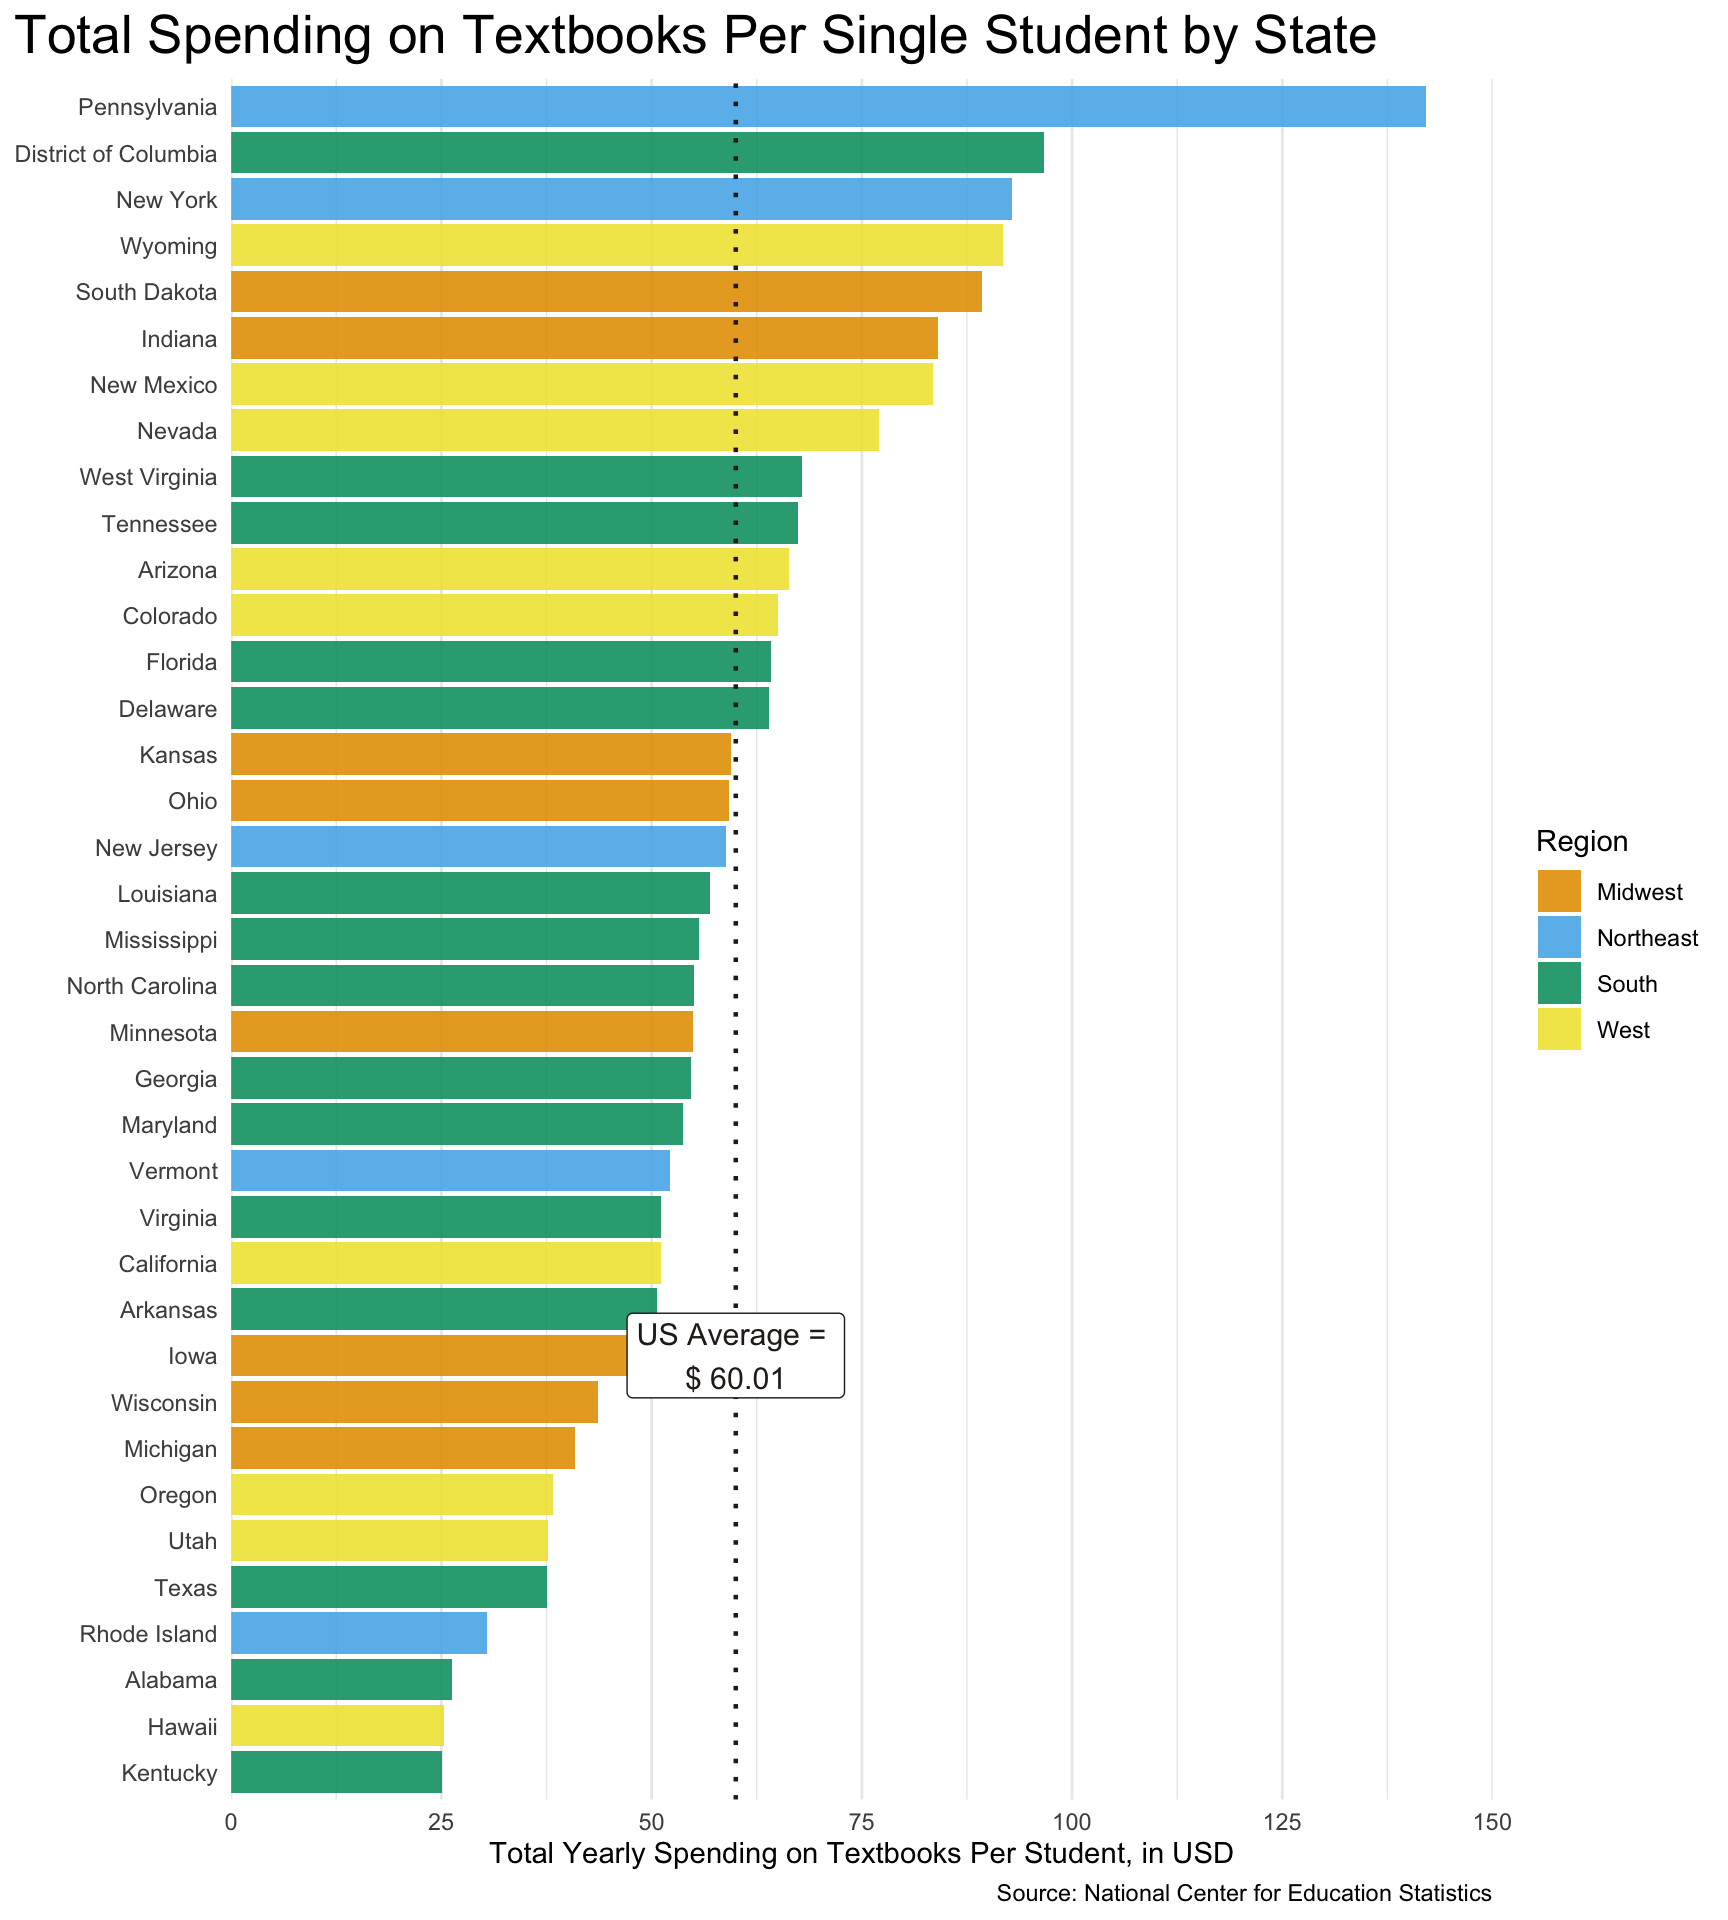 Total Spending on Textbooks Per Single Student by State
Pennsylvania
District of Columbia
New York
Wyoming
South Dakota
Indiana
New Mexico
Nevada
West Virginia
Tennessee
Arizona
Colorado
Florida
Delaware
Kansas
Ohio
New Jersey
Louisiana
Mississippi
North Carolina
Minnesota
Georgia
Maryland
Vermont
Virginia
California
Arkansas
Iowa
Wisconsin
Michigan
Oregon
Utah
Texas
Rhode Island
Alabama
Hawaii
Kentucky
US Average =
$ 60.01
Region
Midwest
Northeast
South
West
0 25 50 75 100 125 150
Total Yearly Spending on Textbooks Per Student, in USD
Source: National Center for Education Statistics